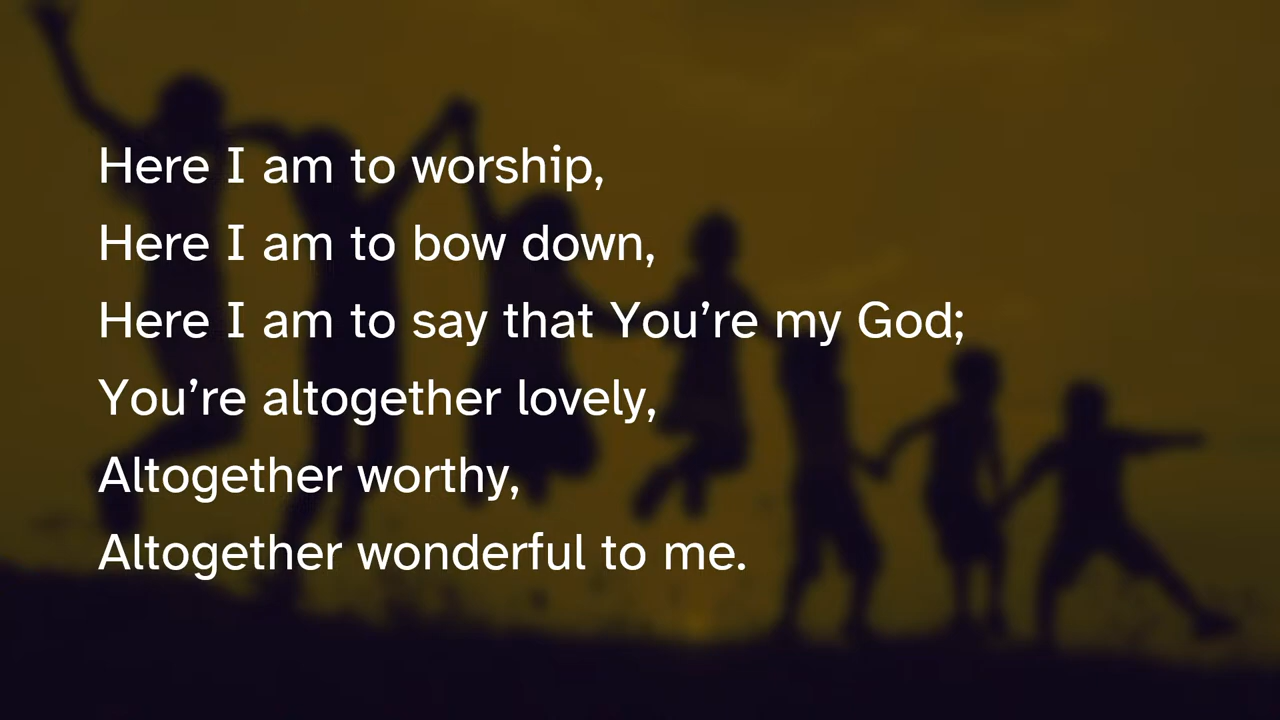 Here I am to worship,
Here I am to bow down,
Here I am to say that You’re my God;
You’re altogether lovely,
Altogether worthy,
Altogether wonderful to me.